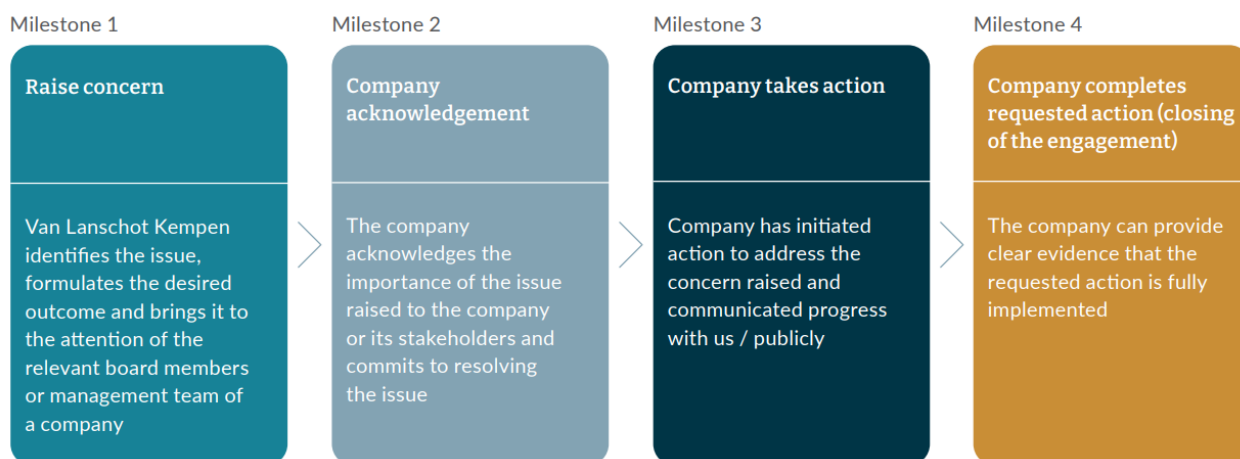 Milestone 1
Raise concern
Van Lanschot Kempen
identifies the issue,
formulates the desired
outcome and brings it to
the attention of the
relevant board members
or management team of
a company
Milestone 2
Company
acknowledgement
The company
acknowledges the
importance of the issue
raised to the company
or its stakeholders and
commits to resolving
the issue
Milestone 3
Company takes action
Company has initiated
action to address the
concern raised and
communicated progress
with us / publicly
Milestone 4
Company completes
requested action (closing
of the engagement)
The company can provide
clear evidence that the
requested action is fully
implemented